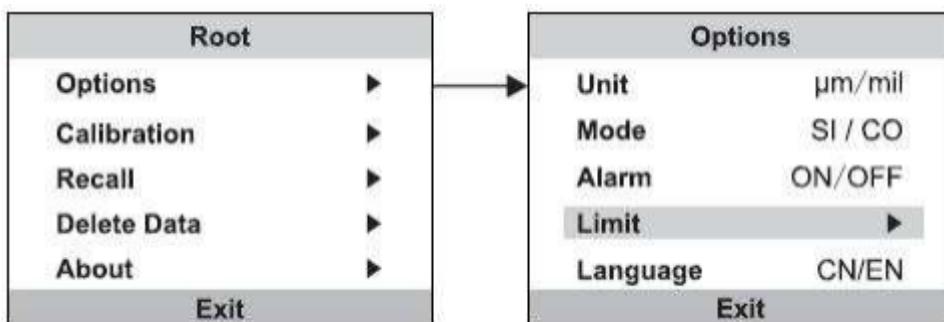 Root
Options
Calibration
Recall
Delete Data
About
Exit
Options
Unit μm/mil
Mode SI / CO
Alarm ON/OFF
Limit
Language CN/EN
Exit